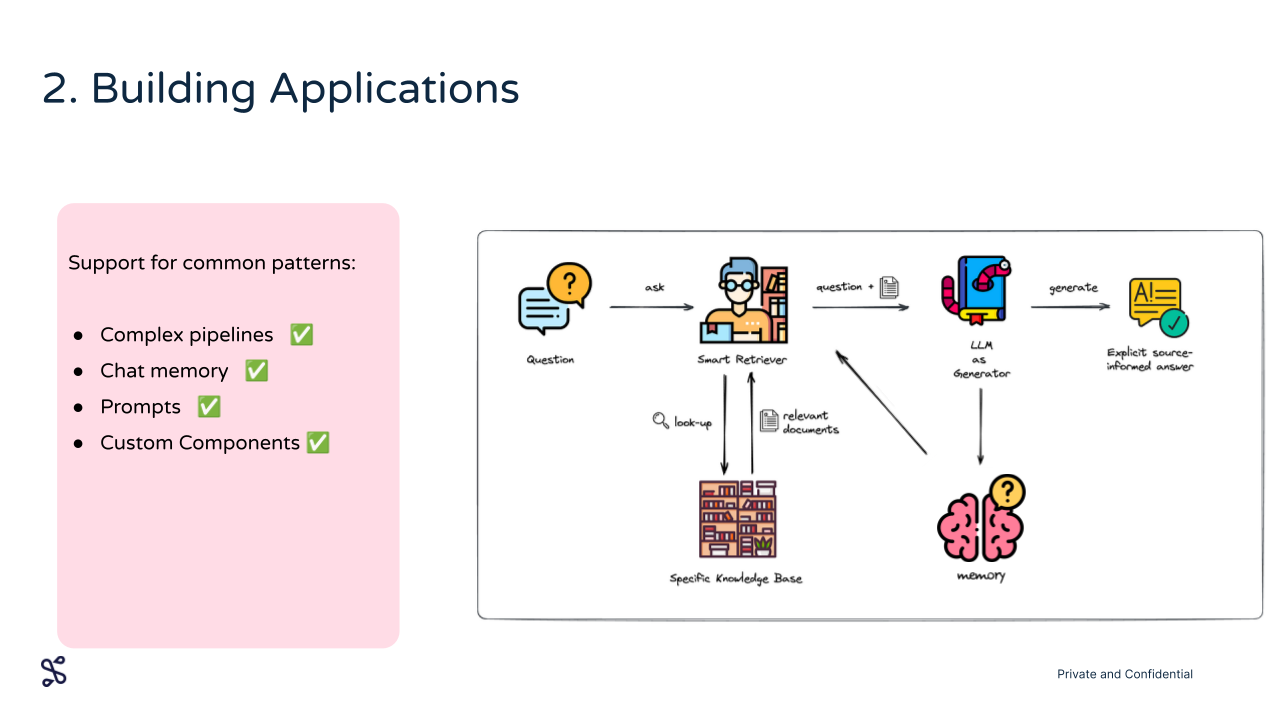 2. Building Applications
Support for common patterns:
● Complex pipelines ✅
● Chat memory ✅
● Prompts ✅
● Custom Components ✅
?
Question
ask
Smart Retriever
question +
LLM
as
Generator
generate
A!
Explicit source-
informed answer
look-up
relevant
documents
Specific Knowledge Base
?
memory
Private and Confidential